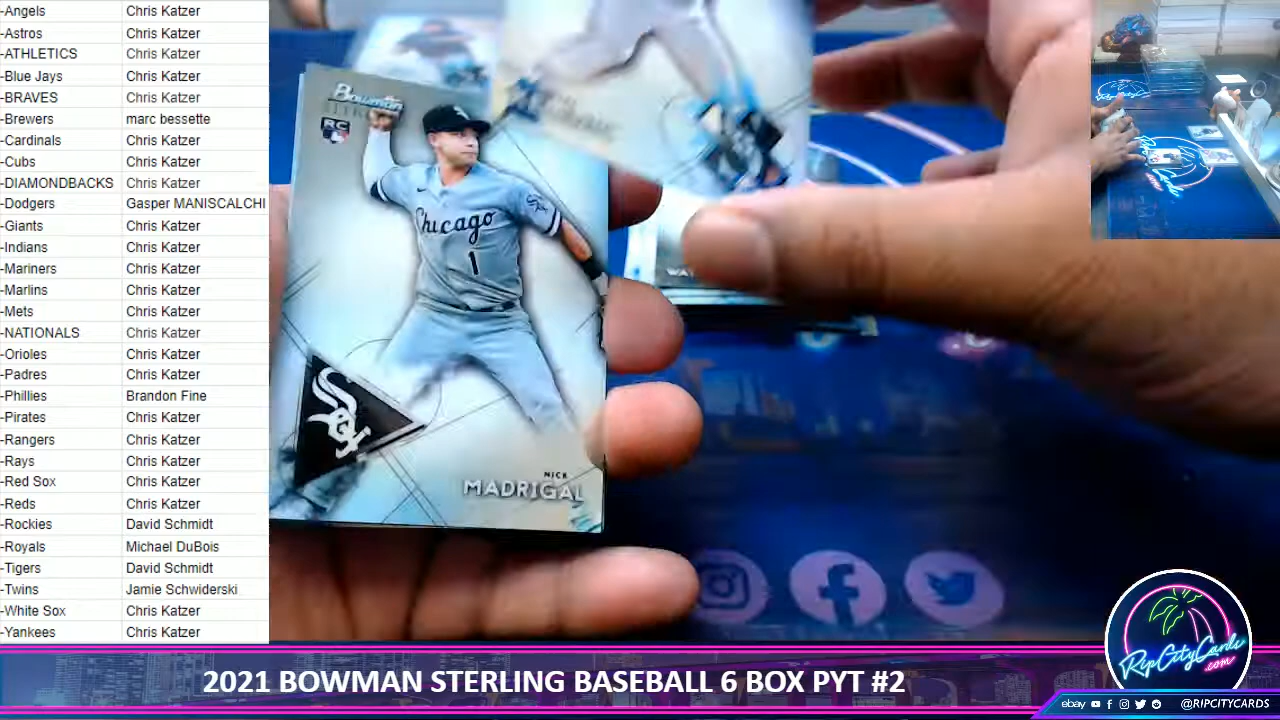 -Angels Chris Katzer
-Astros Chris Katzer
-ATHLETICS Chris Katzer
-Blue Jays Chris Katzer
-BRAVES Chris Katzer
-Brewers marc bessette
-Cardinals Chris Katzer
-Cubs Chris Katzer
-DIAMONDBACKS Chris Katzer
-Dodgers Gasper MANISCALCHI
-Giants Chris Katzer
-Indians Chris Katzer
-Mariners Chris Katzer
-Marlins Chris Katzer
-Mets Chris Katzer
-NATIONALS Chris Katzer
-Orioles Chris Katzer
-Padres Chris Katzer
-Phillies Brandon Fine
-Pirates Chris Katzer
-Rangers Chris Katzer
-Rays Chris Katzer
-Red Sox Chris Katzer
-Reds Chris Katzer
-Rockies David Schmidt
-Royals Michael DuBois
-Tigers David Schmidt
-Twins Jamie Schwiderski
-White Sox Chris Katzer
-Yankees Chris Katzer
Bowman
RC
Chicago
1
Sox
NICK
MADRIGAL
RipCityCards
.com
2021 BOWMAN STERLING BASEBALL 6 BOX PYT #2
ebay @RIPCITYCARDS